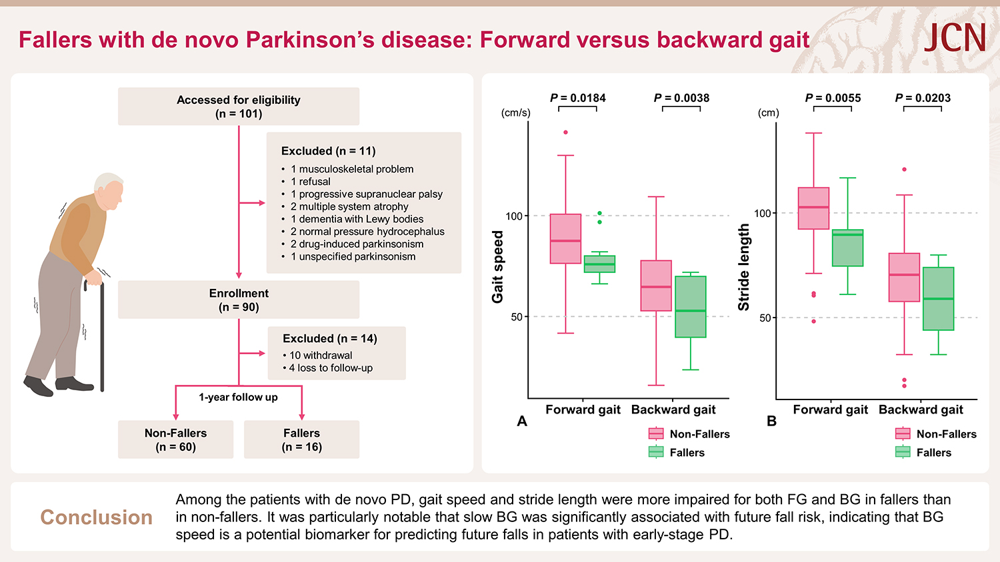 Fallers with de novo Parkinson’s disease: Forward versus backward gait
JCN
Accessed for eligibility
(n = 101)
Excluded (n = 11)
• 1 musculoskeletal problem
• 1 refusal
• 1 progressive supranuclear palsy
• 2 multiple system atrophy
• 1 dementia with Lewy bodies
• 2 normal pressure hydrocephalus
• 2 drug-induced parkinsonism
• 1 unspecified parkinsonism
Enrollment
(n = 90)
Excluded (n = 14)
• 10 withdrawal
• 4 loss to follow-up
1-year follow up
Non-Fallers
(n = 60)
Fallers
(n = 16)
P = 0.0184
P = 0.0038
(cm/s)
Gait speed
100
50
Forward gait
Backward gait
A
Non-Fallers
Fallers
P = 0.0055
P = 0.0203
(cm)
Stride length
100
50
Forward gait
Backward gait
B
Non-Fallers
Fallers
Conclusion
Among the patients with de novo PD, gait speed and stride length were more impaired for both FG and BG in fallers than
in non-fallers. It was particularly notable that slow BG was significantly associated with future fall risk, indicating that BG
speed is a potential biomarker for predicting future falls in patients with early-stage PD.